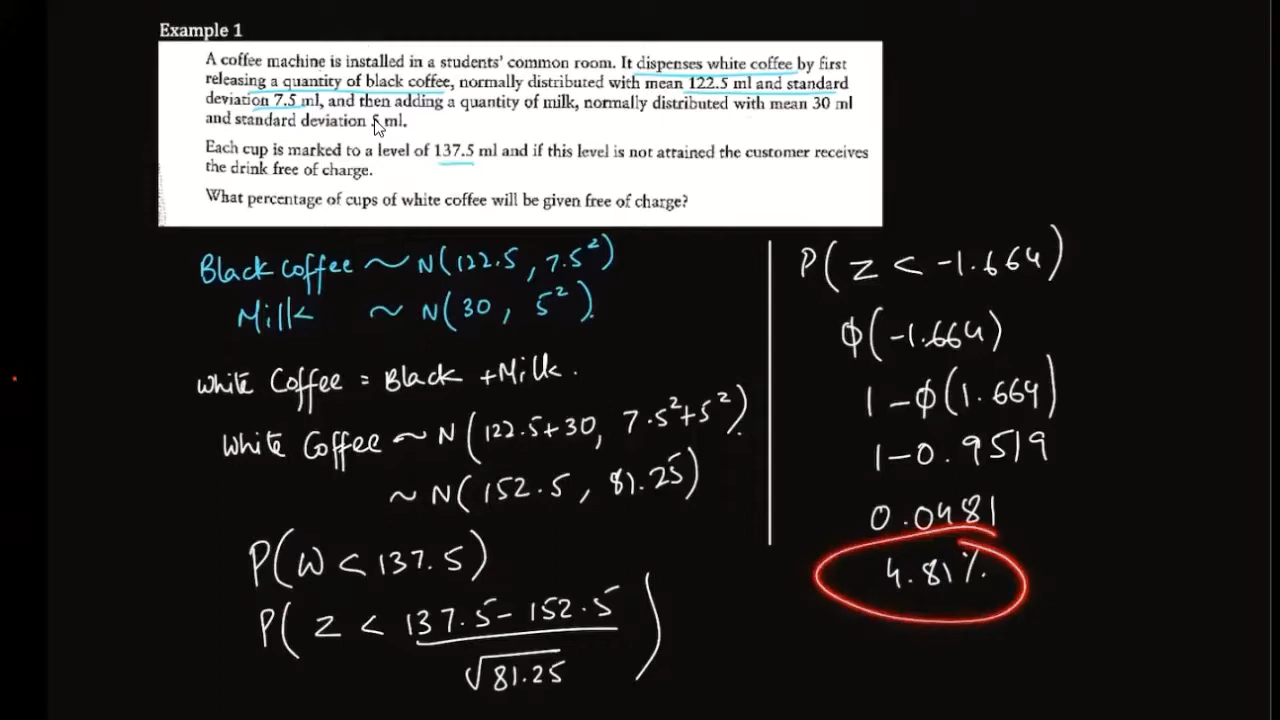 Example 1
A coffee machine is installed in a students' common room. It dispenses white coffee by first
releasing a quantity of black coffee, normally distributed with mean 122.5 ml and standard
deviation 7.5 ml, and then adding a quantity of milk, normally distributed with mean 30 ml
and standard deviation 5 ml.
Each cup is marked to a level of 137.5 ml and if this level is not attained the customer receives
the drink free of charge.
What percentage of cups of white coffee will be given free of charge?
Black coffee ~ N(122.5, 7.5²)
Milk ~ N(30, 5²).
White Coffee = Black + Milk.
White Coffee ~ N(122.5+30, 7.5²+5²).
~ N(152.5, 81.25)
P(W < 137.5)
P( Z < 137.5 - 152.5
√81.25 )
P( Z < -1.664)
ϕ(-1.664)
1 - ϕ(1.664)
1 - 0.9519
0.0481
4.81%.